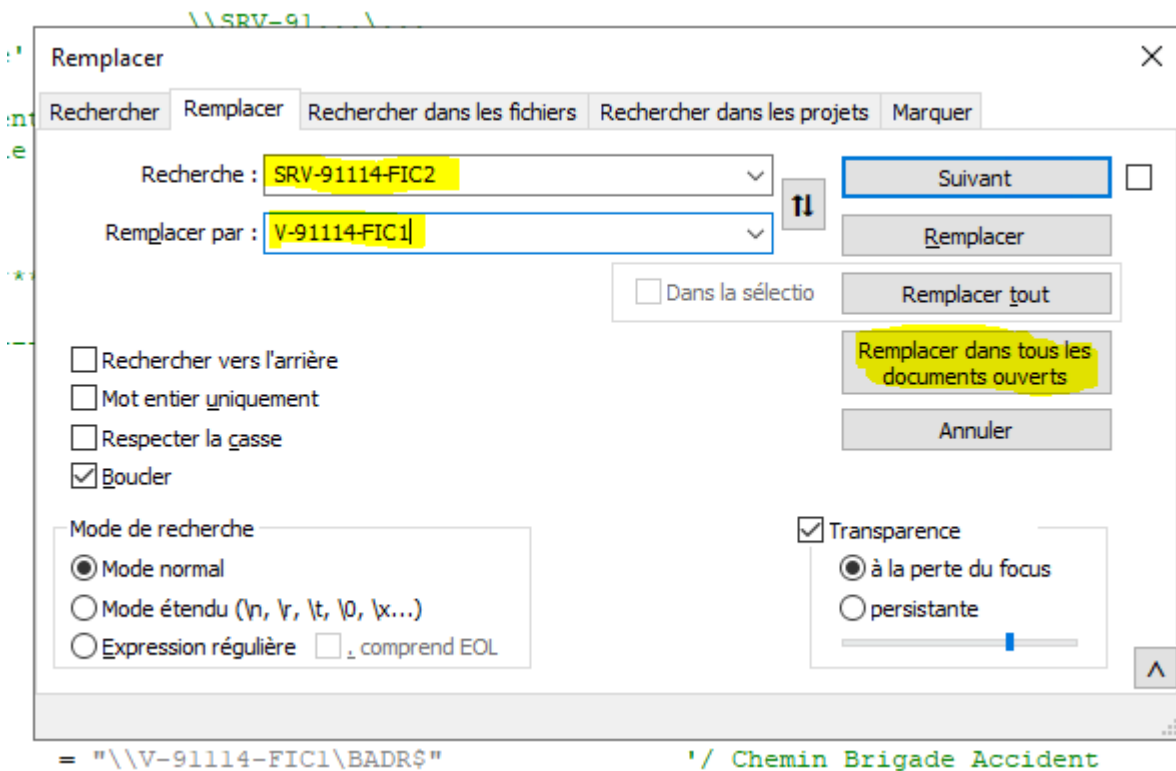 \\SRV-91...\...
Remplacer
Rechercher Remplacer Rechercher dans les fichiers Rechercher dans les projets Marquer
Recherche : SRV-91114-FIC2 Suivant
Remplacer par : V-91114-FIC1 Remplacer
Dans la sélectio Remplacer tout
Remplacer dans tous les
documents ouverts
Rechercher vers l'arrière
Mot entier uniquement
Respecter la casse Annuler
Boucler
Mode de recherche Transparence
Mode normal à la perte du focus
Mode étendu (\n, \r, \t, \0, \x...) persistante
Expression régulière . comprend EOL
= "\\V-91114-FIC1\BADR$" '/ Chemin Brigade Accident